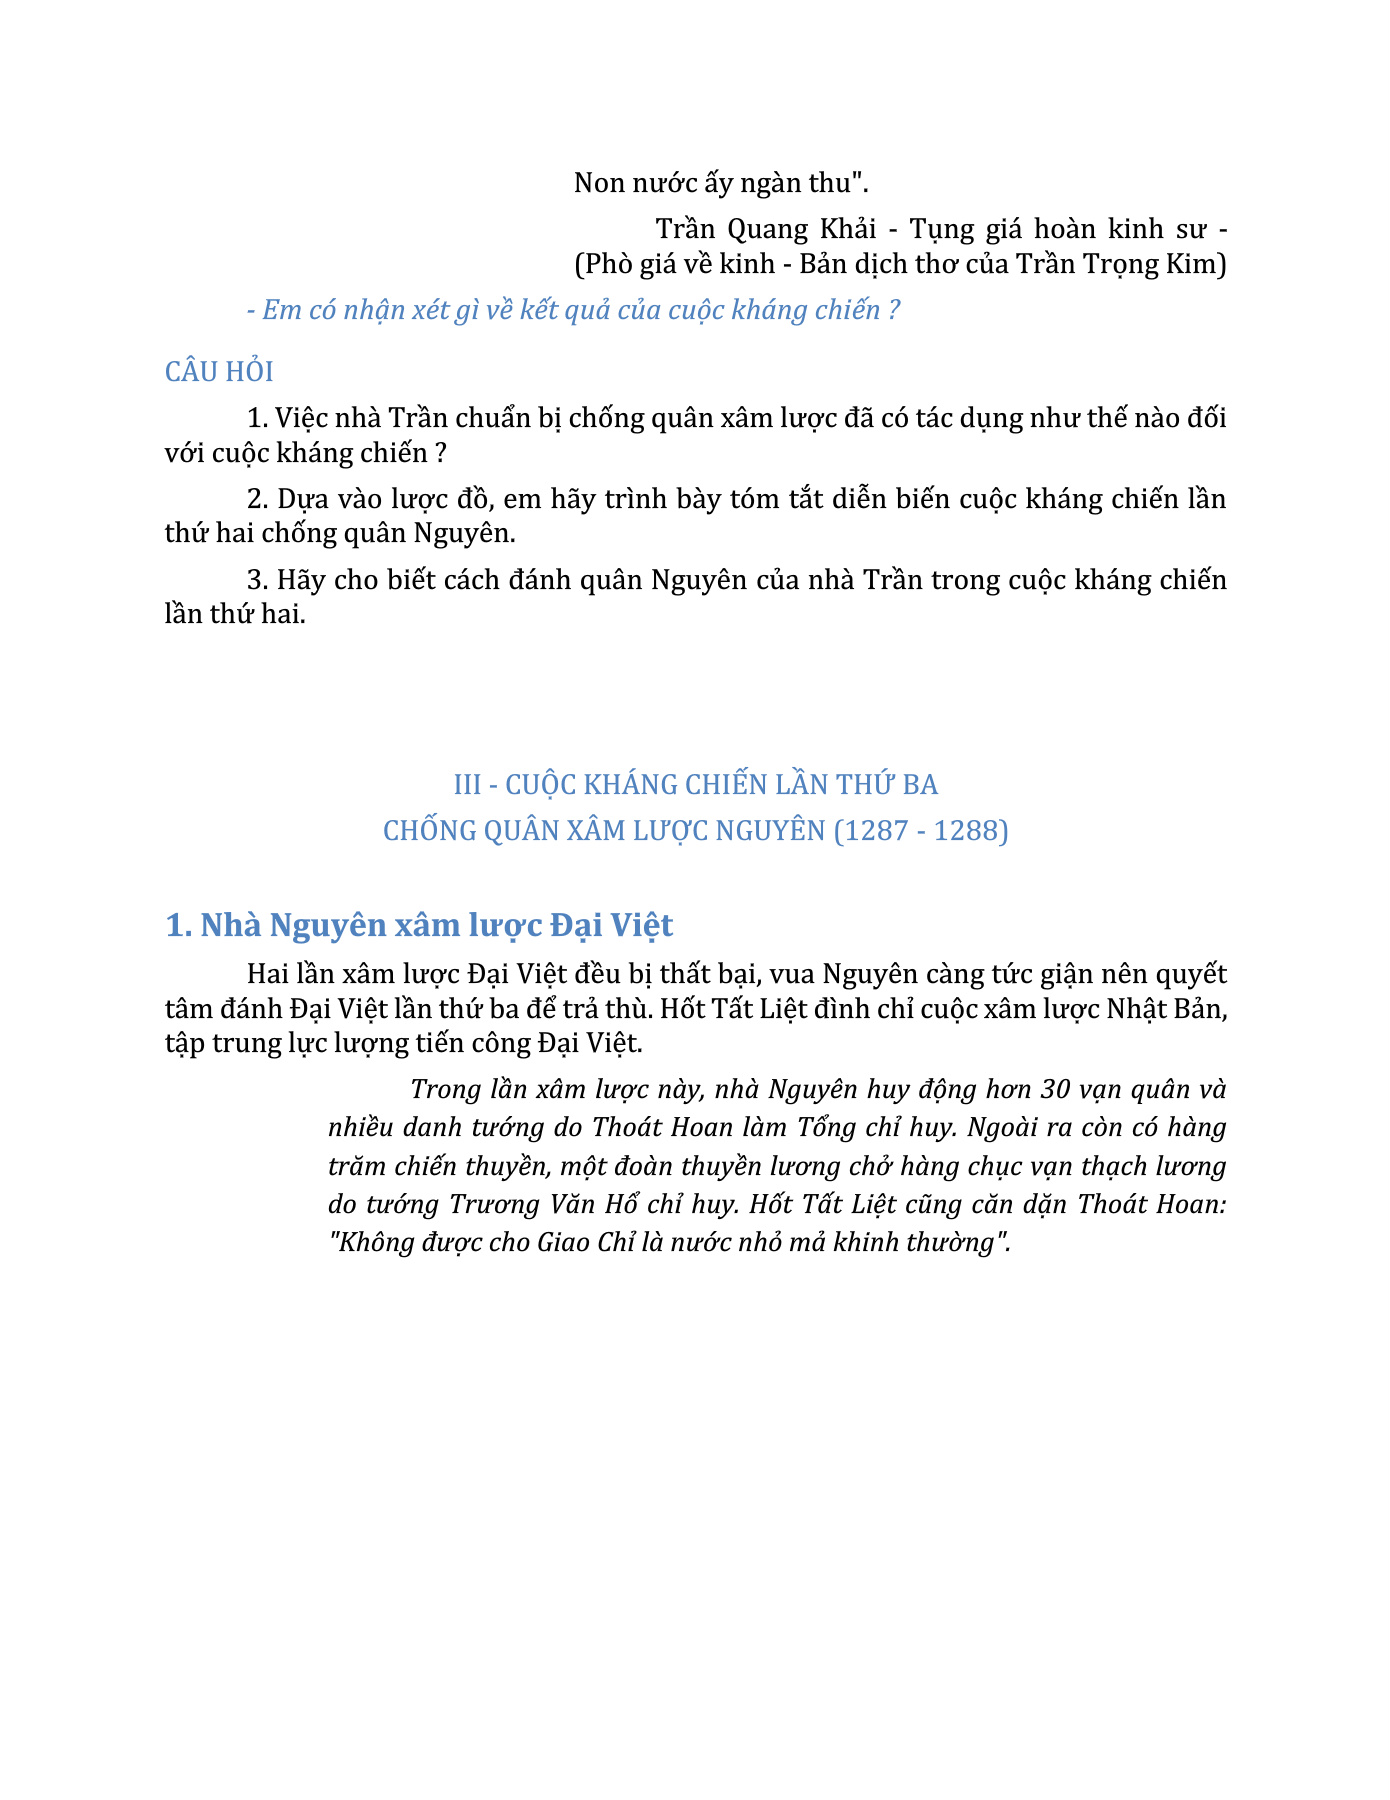 Non nước ấy ngàn thu".
Trần Quang Khải - Tụng giá hoàn kinh sư -
(Phò giá về kinh - Bản dịch thơ của Trần Trọng Kim)
- Em có nhận xét gì về kết quả của cuộc kháng chiến ?
CÂU HỎI
1. Việc nhà Trần chuẩn bị chống quân xâm lược đã có tác dụng như thế nào đối
với cuộc kháng chiến ?
2. Dựa vào lược đồ, em hãy trình bày tóm tắt diễn biến cuộc kháng chiến lần
thứ hai chống quân Nguyên.
3. Hãy cho biết cách đánh quân Nguyên của nhà Trần trong cuộc kháng chiến
lần thứ hai.
III - CUỘC KHÁNG CHIẾN LẦN THỨ BA
CHỐNG QUÂN XÂM LƯỢC NGUYÊN (1287 - 1288)
1. Nhà Nguyên xâm lược Đại Việt
Hai lần xâm lược Đại Việt đều bị thất bại, vua Nguyên càng tức giận nên quyết
tâm đánh Đại Việt lần thứ ba để trả thù. Hốt Tất Liệt đình chỉ cuộc xâm lược Nhật Bản,
tập trung lực lượng tiến công Đại Việt.
Trong lần xâm lược này, nhà Nguyên huy động hơn 30 vạn quân và
nhiều danh tướng do Thoát Hoan làm Tổng chỉ huy. Ngoài ra còn có hàng
trăm chiến thuyền, một đoàn thuyền lương chở hàng chục vạn thạch lương
do tướng Trương Văn Hổ chỉ huy. Hốt Tất Liệt cũng căn dặn Thoát Hoan:
"Không được cho Giao Chỉ là nước nhỏ mả khinh thường".